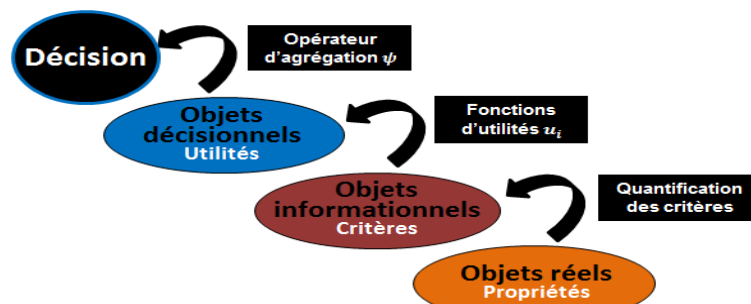 Décision
Opérateur
d'agrégation ψ
Objets
décisionnels
Utilités
Fonctions
d'utilités uᵢ
Objets
informationnels
Critères
Quantification
des critères
Objets réels
Propriétés